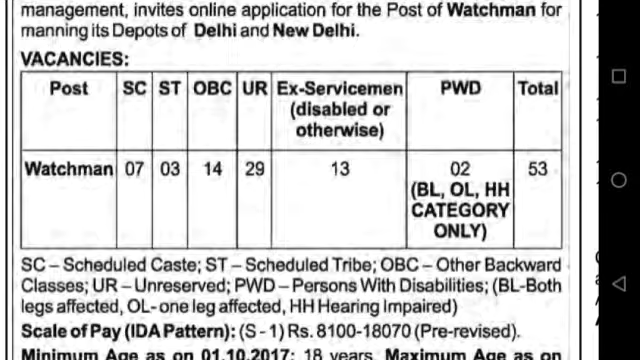 management, invites online application for the Post of Watchman for
manning its Depots of Delhi and New Delhi.
VACANCIES:
Post SC ST OBC UR Ex-Servicemen (disabled or otherwise) PWD Total
Watchman 07 03 14 29 13 02 (BL, OL, HH CATEGORY ONLY) 53
SC – Scheduled Caste; ST – Scheduled Tribe; OBC – Other Backward
Classes; UR – Unreserved; PWD – Persons With Disabilities; (BL-Both
legs affected, OL- one leg affected, HH Hearing Impaired)
Scale of Pay (IDA Pattern): (S - 1) Rs. 8100-18070 (Pre-revised).
Minimum Age as on 01.10.2017: 18 years. Maximum Age as on